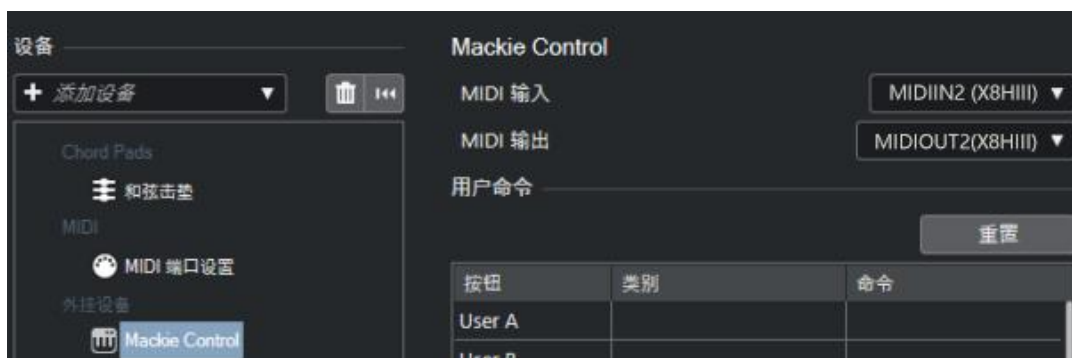 设备
添加设备
Chord Pads
和弦击垫
MIDI
MIDI 端口设置
外挂设备
Mackie Control
Mackie Control
MIDI 输入 MIDIIN2 (X8HIII)
MIDI 输出 MIDIOUT2(X8HIII)
用户命令
重置
按钮 类别 命令
User A
User B